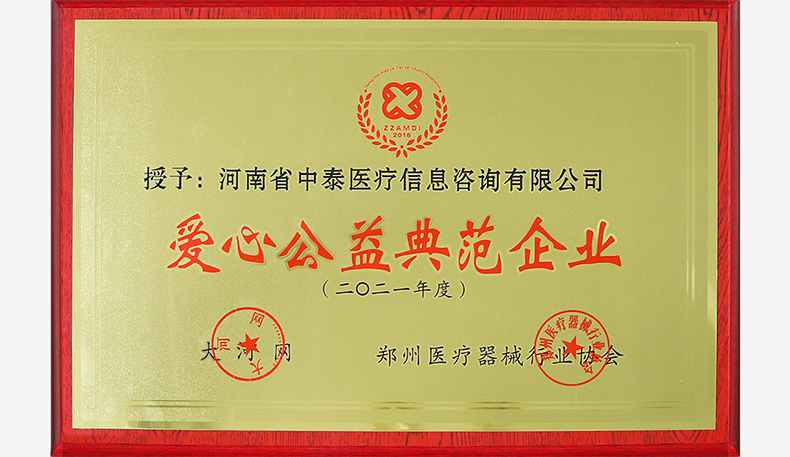 ZZAMDI
2016
授予：河南省中泰医疗信息咨询有限公司
爱心公益典范企业
（二〇二一年度）
大河网 郑州医疗器械行业协会